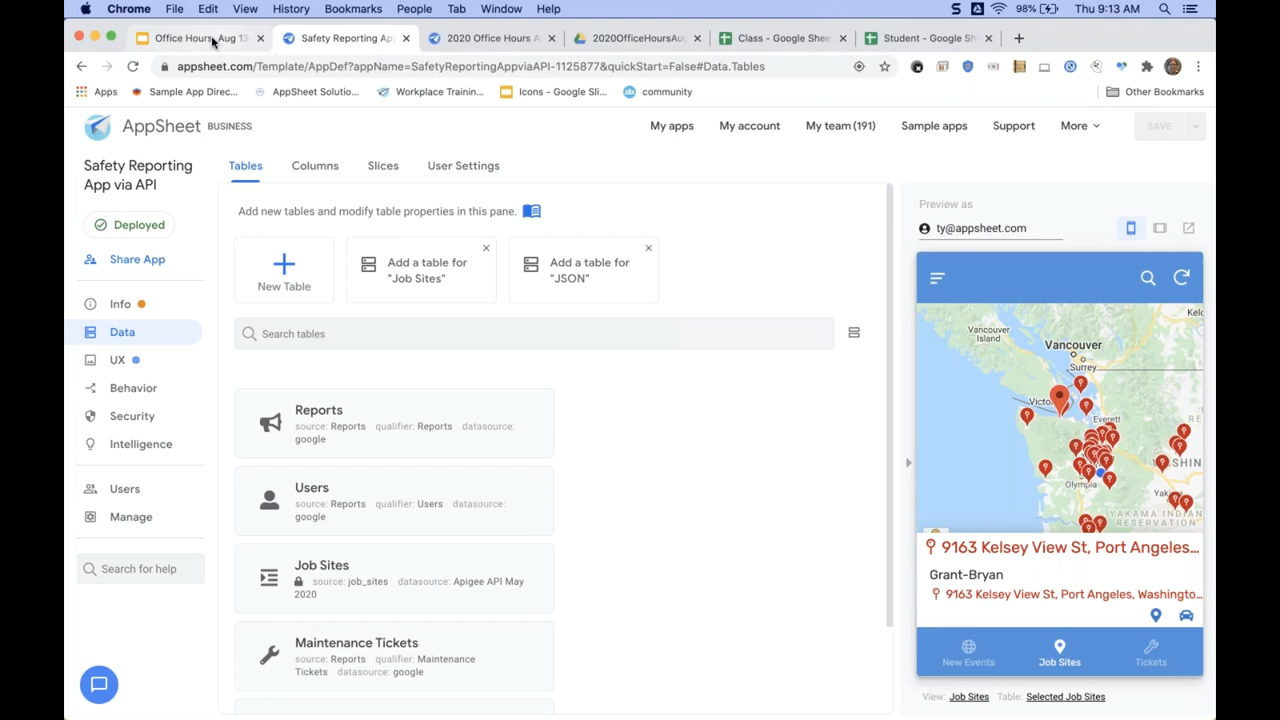 Chrome File Edit View History Bookmarks People Tab Window Help 98% Thu 9:13 AM
Office Hours Aug 13 Safety Reporting Ap 2020 Office Hours A 2020OfficeHoursAu Class - Google Shee Student - Google Sh
appsheet.com/Template/AppDef?appName=SafetyReportingAppviaAPI-1125877&quickStart=False#Data.Tables
Apps Sample App Direc... AppSheet Solutio... Workplace Trainin... Icons - Google Sli... community Other Bookmarks
AppSheet BUSINESS My apps My account My team (191) Sample apps Support More SAVE
Safety Reporting
App via API
Deployed
Share App
Info
Data
UX
Behavior
Security
Intelligence
Users
Manage
Search for help
Tables Columns Slices User Settings
Add new tables and modify table properties in this pane.
New Table
Add a table for
"Job Sites"
Add a table for
"JSON"
Search tables
Reports
source: Reports qualifier: Reports datasource:
google
Users
source: Reports qualifier: Users datasource:
google
Job Sites
source: job_sites datasource: Apigee API May
2020
Maintenance Tickets
source: Reports qualifier: Maintenance
Tickets datasource: google
Preview as
ty@appsheet.com
Kelo
Vancouver
Island
Vancouver
Surrey
Victo
Everett
WASHIN
Olympia
Yak
YAKAMA INDIAN
RESERVATION
9163 Kelsey View St, Port Angeles...
Grant-Bryan
9163 Kelsey View St, Port Angeles, Washingto...
New Events Job Sites Tickets
View: Job Sites Table: Selected Job Sites